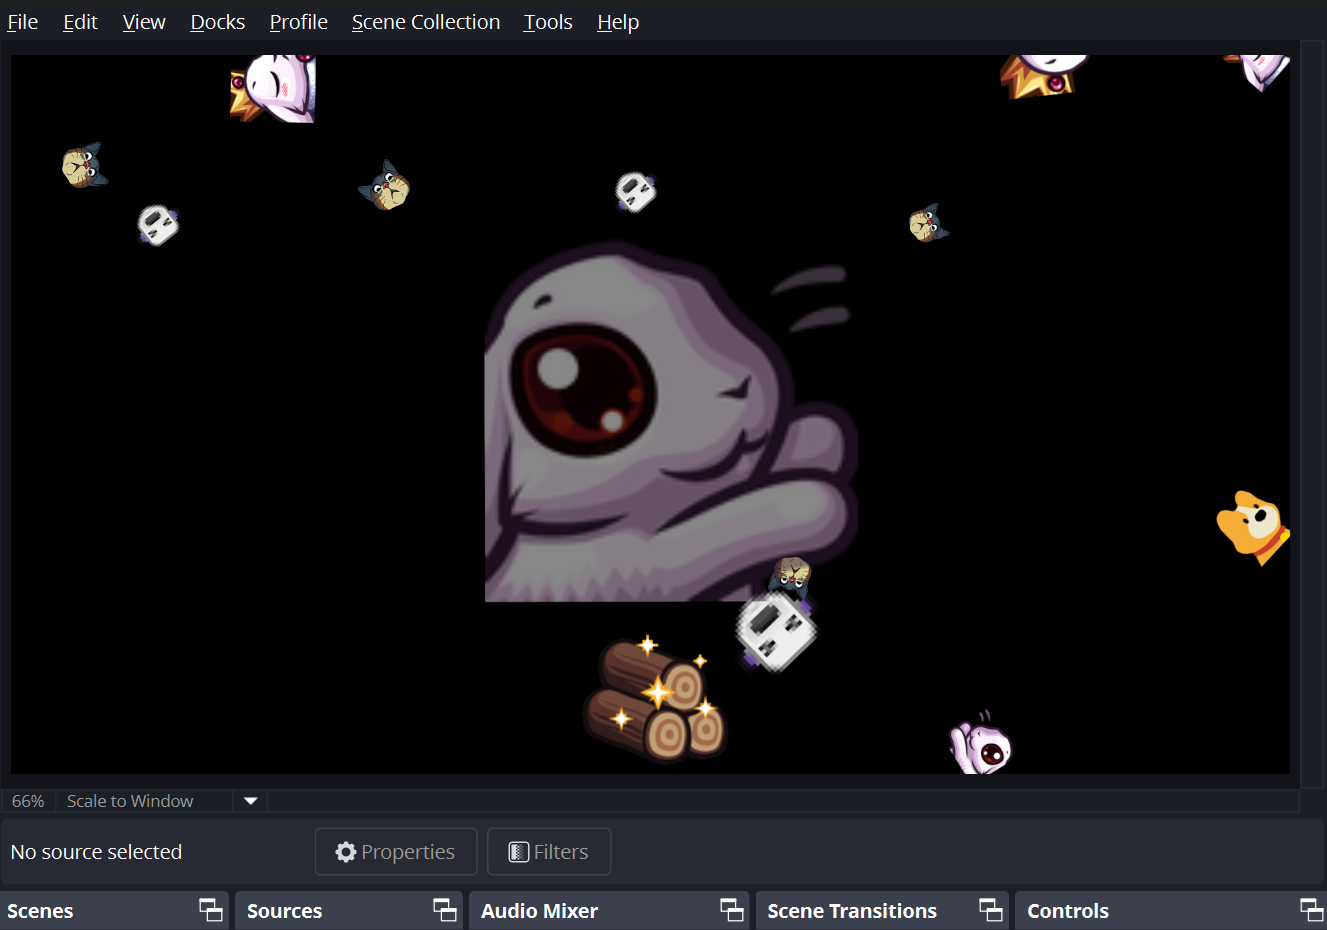 File Edit View Docks Profile Scene Collection Tools Help
66% Scale to Window
No source selected Properties Filters
Scenes Sources Audio Mixer Scene Transitions Controls